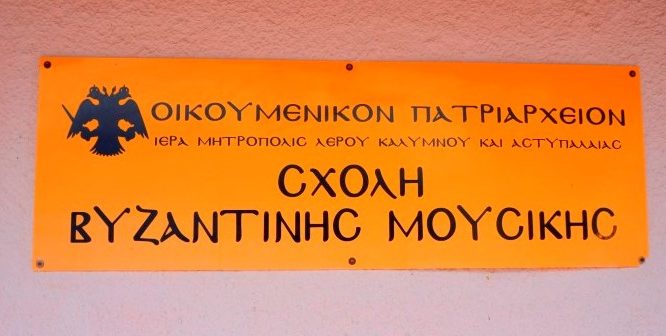 ΟΙΚΟΥΜΕΝΙΚΟΝ ΠΑΤΡΙΑΡΧΕΙΟΝ
ΙΕΡΑ ΜΗΤΡΟΠΟΛΙϹ ΛΕΡΟΥ ΚΑΛΥΜΝΟΥ ΚΑΙ ΑϹΤΥΠΑΛΑΙΑϹ
ϹΧΟΛΗ
ΒΥΖΑΝΤΙΝΗϹ ΜΟΥϹΙΚΗϹ